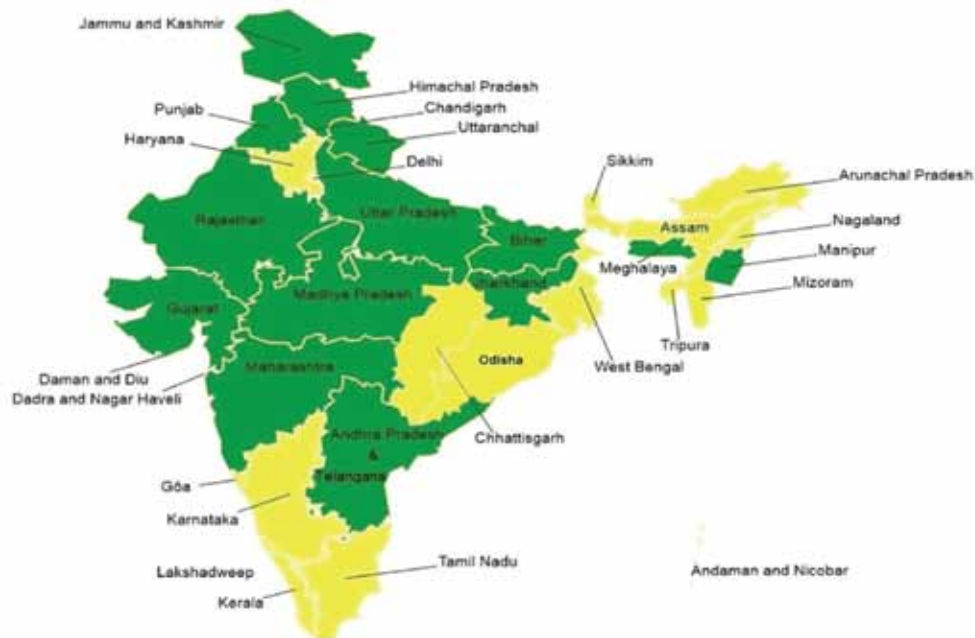 Jammu and Kashmir
Himachal Pradesh
Punjab
Chandigarh
Uttaranchal
Haryana
Delhi
Sikkim
Arunachal Pradesh
Rajasthan
Uttar Pradesh
Assam
Nagaland
Bihar
Manipur
Meghalaya
Jharkhand
Mizoram
Madhya Pradesh
Gujarat
Tripura
Odisha
West Bengal
Maharashtra
Daman and Diu
Dadra and Nagar Haveli
Chhattisgarh
Andhra Pradesh
&
Telangana
Gôa
Karnataka
Tamil Nadu
Lakshadweep
Andaman and Nicobar
Kerala